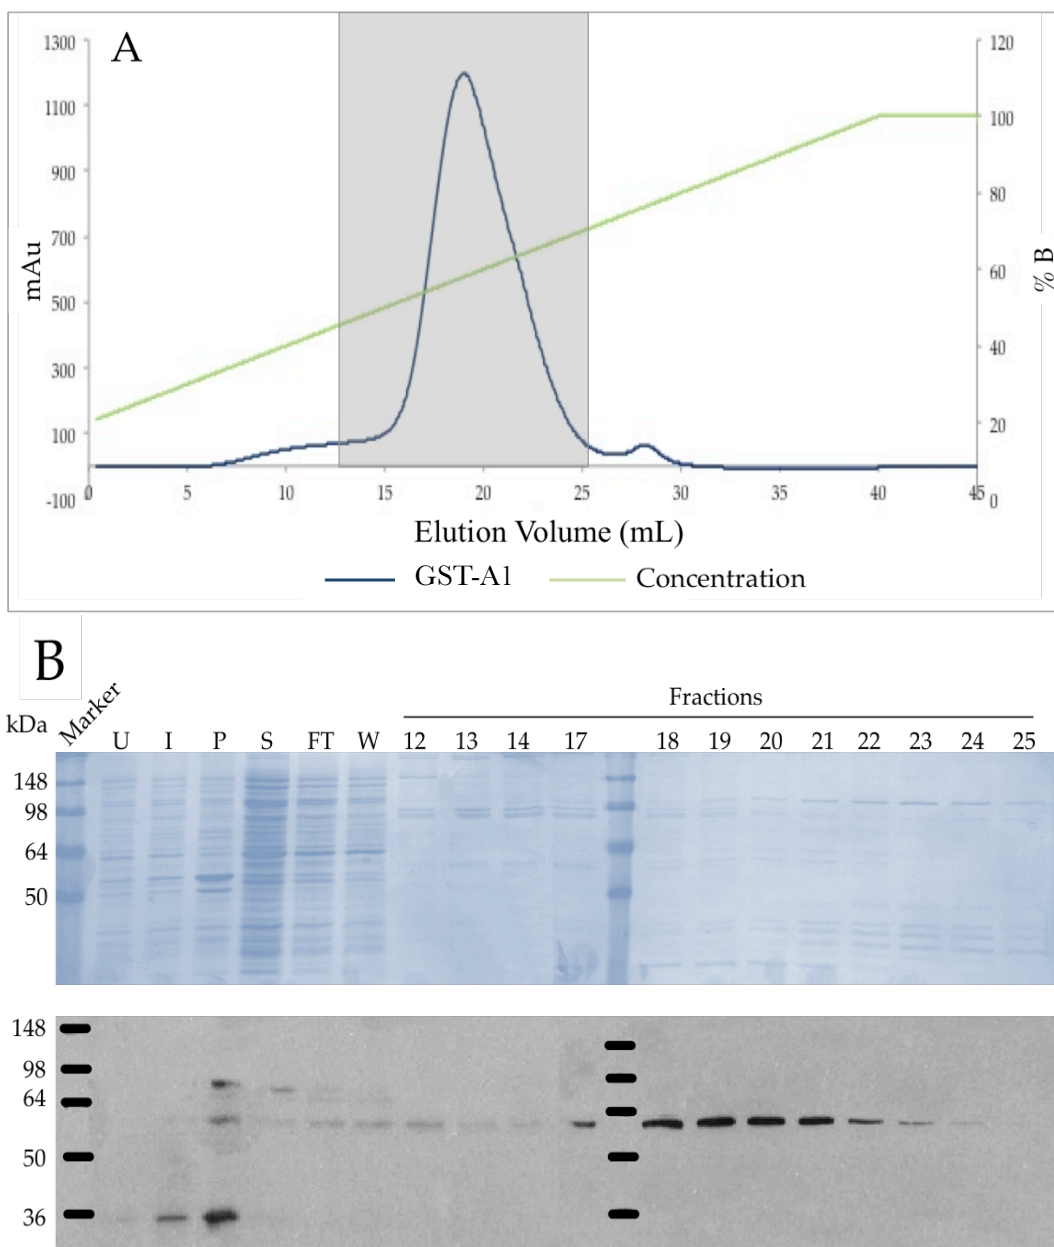 A
1300
1100
900
700
500
300
100
-100
mAu
120
100
80
60
40
20
0
% B
0 5 10 15 20 25 30 35 40 45
Elution Volume (mL)
GST-A1 Concentration
B
Fractions
kDa Marker U I P S FT W 12 13 14 17 18 19 20 21 22 23 24 25
148
98
64
50
148
98
64
50
36